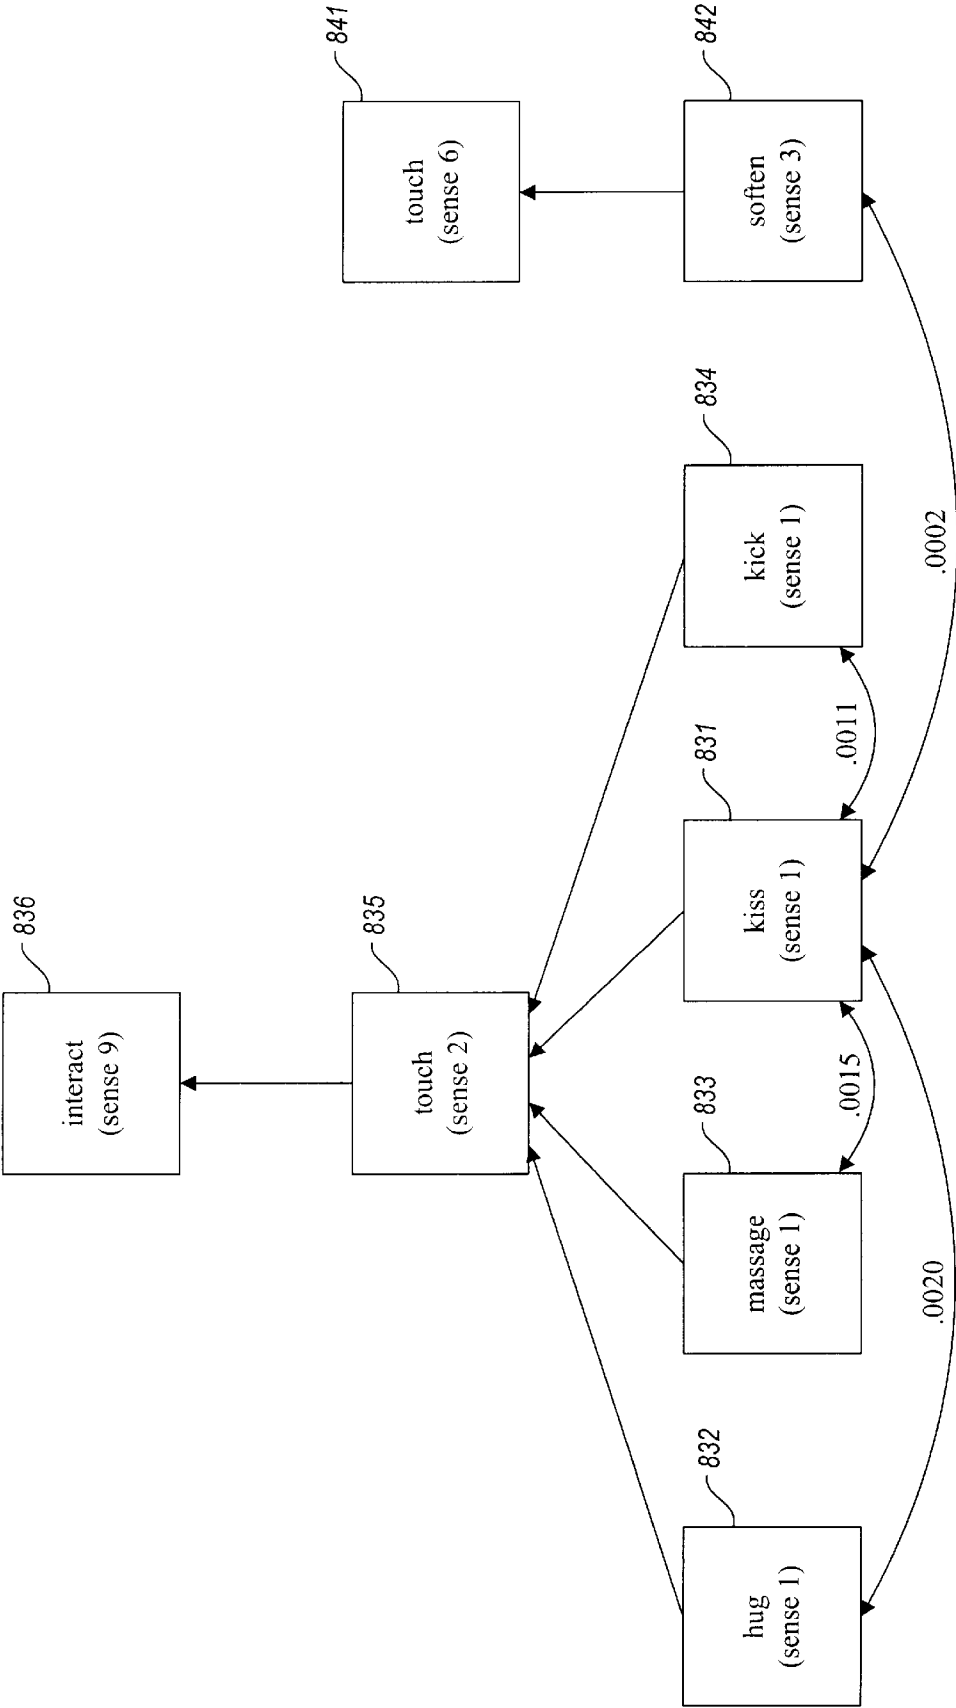 836
interact
(sense 9)
835
touch
(sense 2)
841
touch
(sense 6)
832
hug
(sense 1)
833
massage
(sense 1)
831
kiss
(sense 1)
834
kick
(sense 1)
842
soften
(sense 3)
.0015
.0011
.0020
.0002